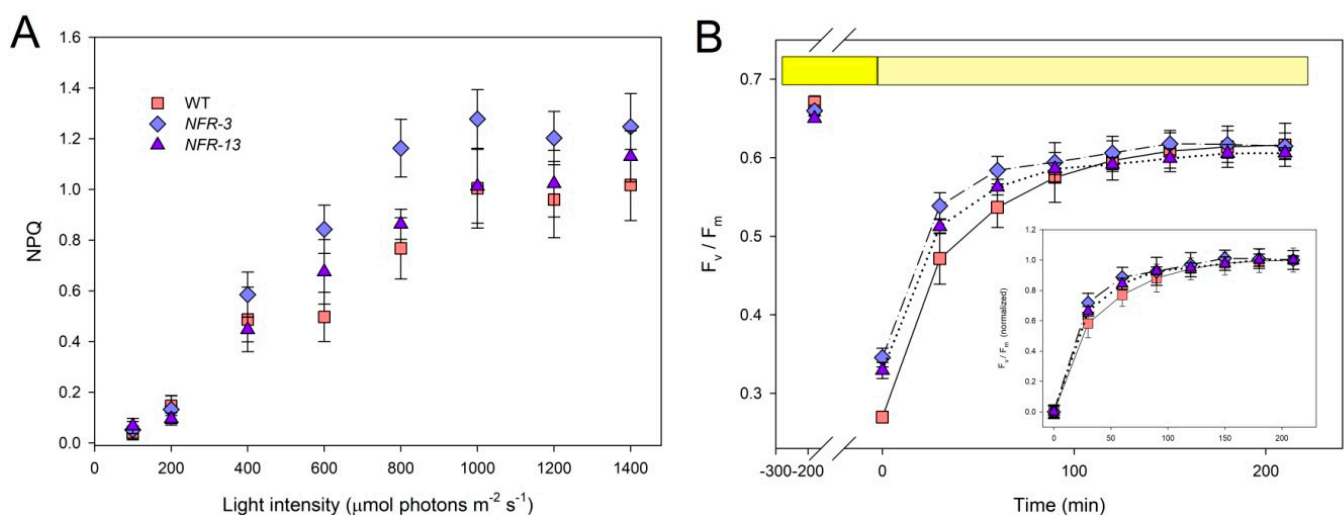 A
1.6
1.4
1.2
1.0
0.8
0.6
0.4
0.2
0.0
NPQ
WT
NFR-3
NFR-13
0 200 400 600 800 1000 1200 1400
Light intensity (μmol photons m⁻² s⁻¹)
B
0.7
0.6
0.5
0.4
0.3
Fv / Fm
-300-200 0 100 200
Time (min)
1.2
1.0
0.8
0.6
0.4
0.2
0.0
Fv / Fm (normalized)
0 50 100 150 200